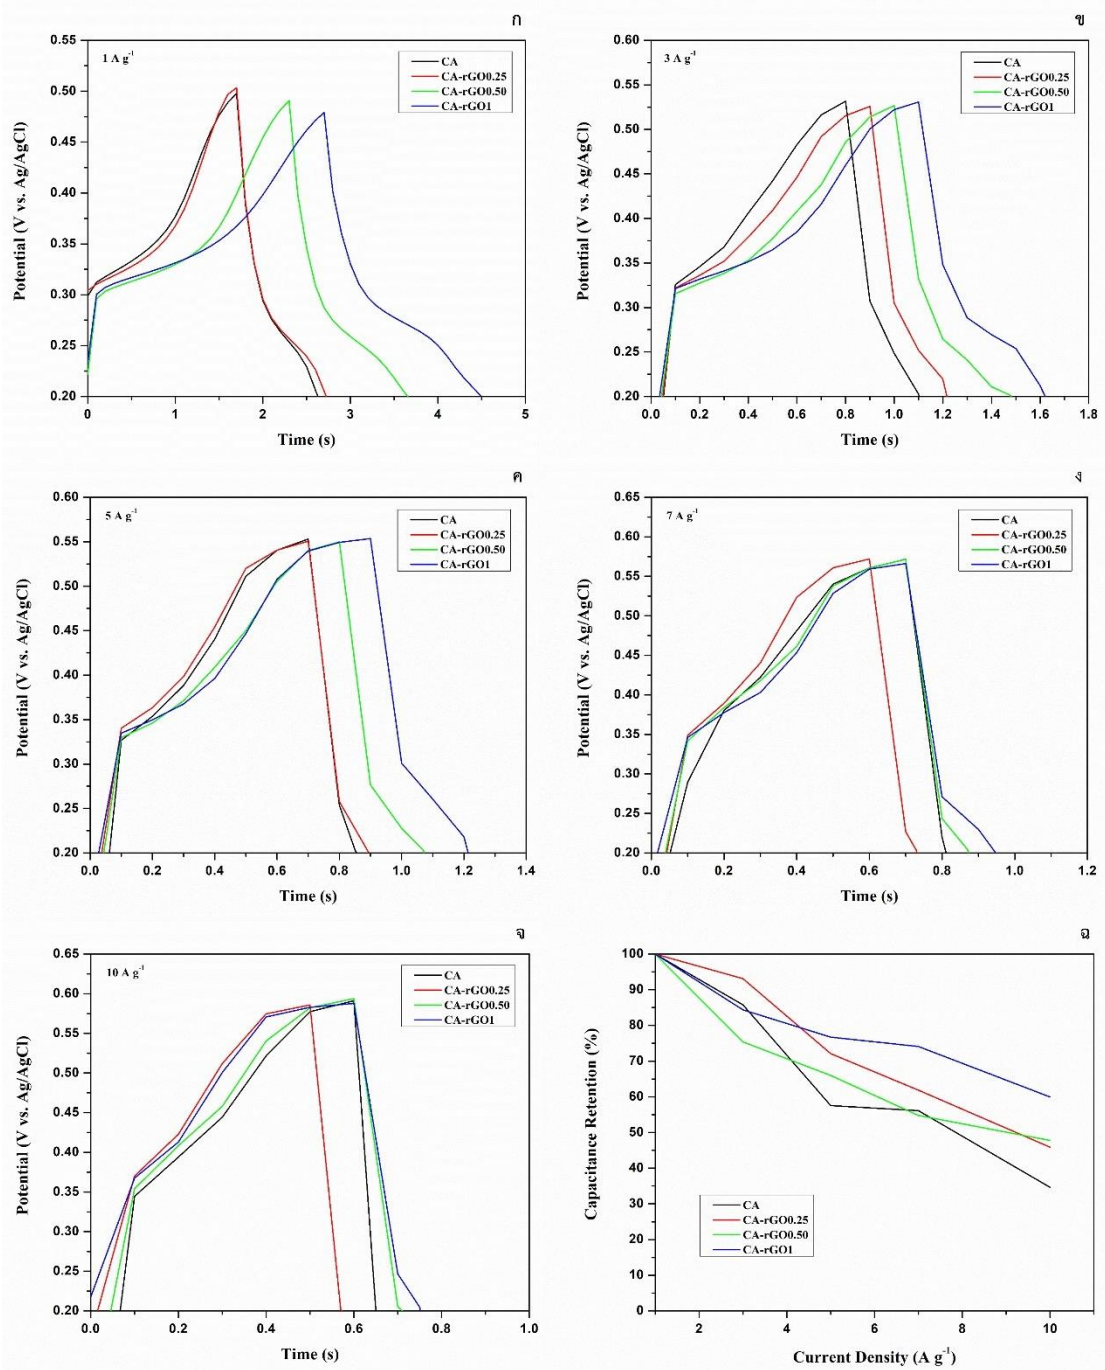 ก
0.55
0.50
0.45
0.40
0.35
0.30
0.25
0.20
0
1
2
3
4
5
1 A g⁻¹
CA
CA-rGO0.25
CA-rGO0.50
CA-rGO1
Potential (V vs. Ag/AgCl)
Time (s)
ข
0.60
0.55
0.50
0.45
0.40
0.35
0.30
0.25
0.20
0.0
0.2
0.4
0.6
0.8
1.0
1.2
1.4
1.6
1.8
3 A g⁻¹
CA
CA-rGO0.25
CA-rGO0.50
CA-rGO1
Potential (V vs. Ag/AgCl)
Time (s)
ค
0.60
0.55
0.50
0.45
0.40
0.35
0.30
0.25
0.20
0.0
0.2
0.4
0.6
0.8
1.0
1.2
1.4
5 A g⁻¹
CA
CA-rGO0.25
CA-rGO0.50
CA-rGO1
Potential (V vs. Ag/AgCl)
Time (s)
ง
0.65
0.60
0.55
0.50
0.45
0.40
0.35
0.30
0.25
0.20
0.0
0.2
0.4
0.6
0.8
1.0
1.2
7 A g⁻¹
CA
CA-rGO0.25
CA-rGO0.50
CA-rGO1
Potential (V vs. Ag/AgCl)
Time (s)
จ
0.65
0.60
0.55
0.50
0.45
0.40
0.35
0.30
0.25
0.20
0.0
0.2
0.4
0.6
0.8
1.0
10 A g⁻¹
CA
CA-rGO0.25
CA-rGO0.50
CA-rGO1
Potential (V vs. Ag/AgCl)
Time (s)
ฉ
100
90
80
70
60
50
40
30
20
10
0
2
4
6
8
10
CA
CA-rGO0.25
CA-rGO0.50
CA-rGO1
Capacitance Retention (%)
Current Density (A g⁻¹)